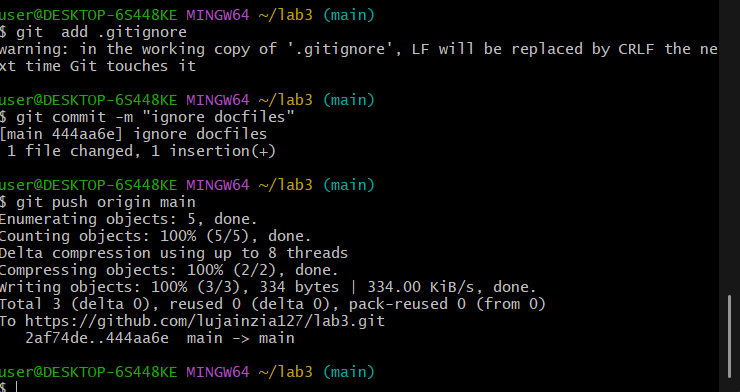 user@DESKTOP-6S448KE MINGW64 ~/lab3 (main)
$ git  add .gitignore
warning: in the working copy of '.gitignore', LF will be replaced by CRLF the ne
xt time Git touches it
user@DESKTOP-6S448KE MINGW64 ~/lab3 (main)
$ git commit -m "ignore docfiles"
[main 444aa6e] ignore docfiles
 1 file changed, 1 insertion(+)
user@DESKTOP-6S448KE MINGW64 ~/lab3 (main)
$ git push origin main
Enumerating objects: 5, done.
Counting objects: 100% (5/5), done.
Delta compression using up to 8 threads
Compressing objects: 100% (2/2), done.
Writing objects: 100% (3/3), 334 bytes | 334.00 KiB/s, done.
Total 3 (delta 0), reused 0 (delta 0), pack-reused 0 (from 0)
To https://github.com/lujainzia127/lab3.git
   2af74de..444aa6e  main -> main
user@DESKTOP-6S448KE MINGW64 ~/lab3 (main)
$